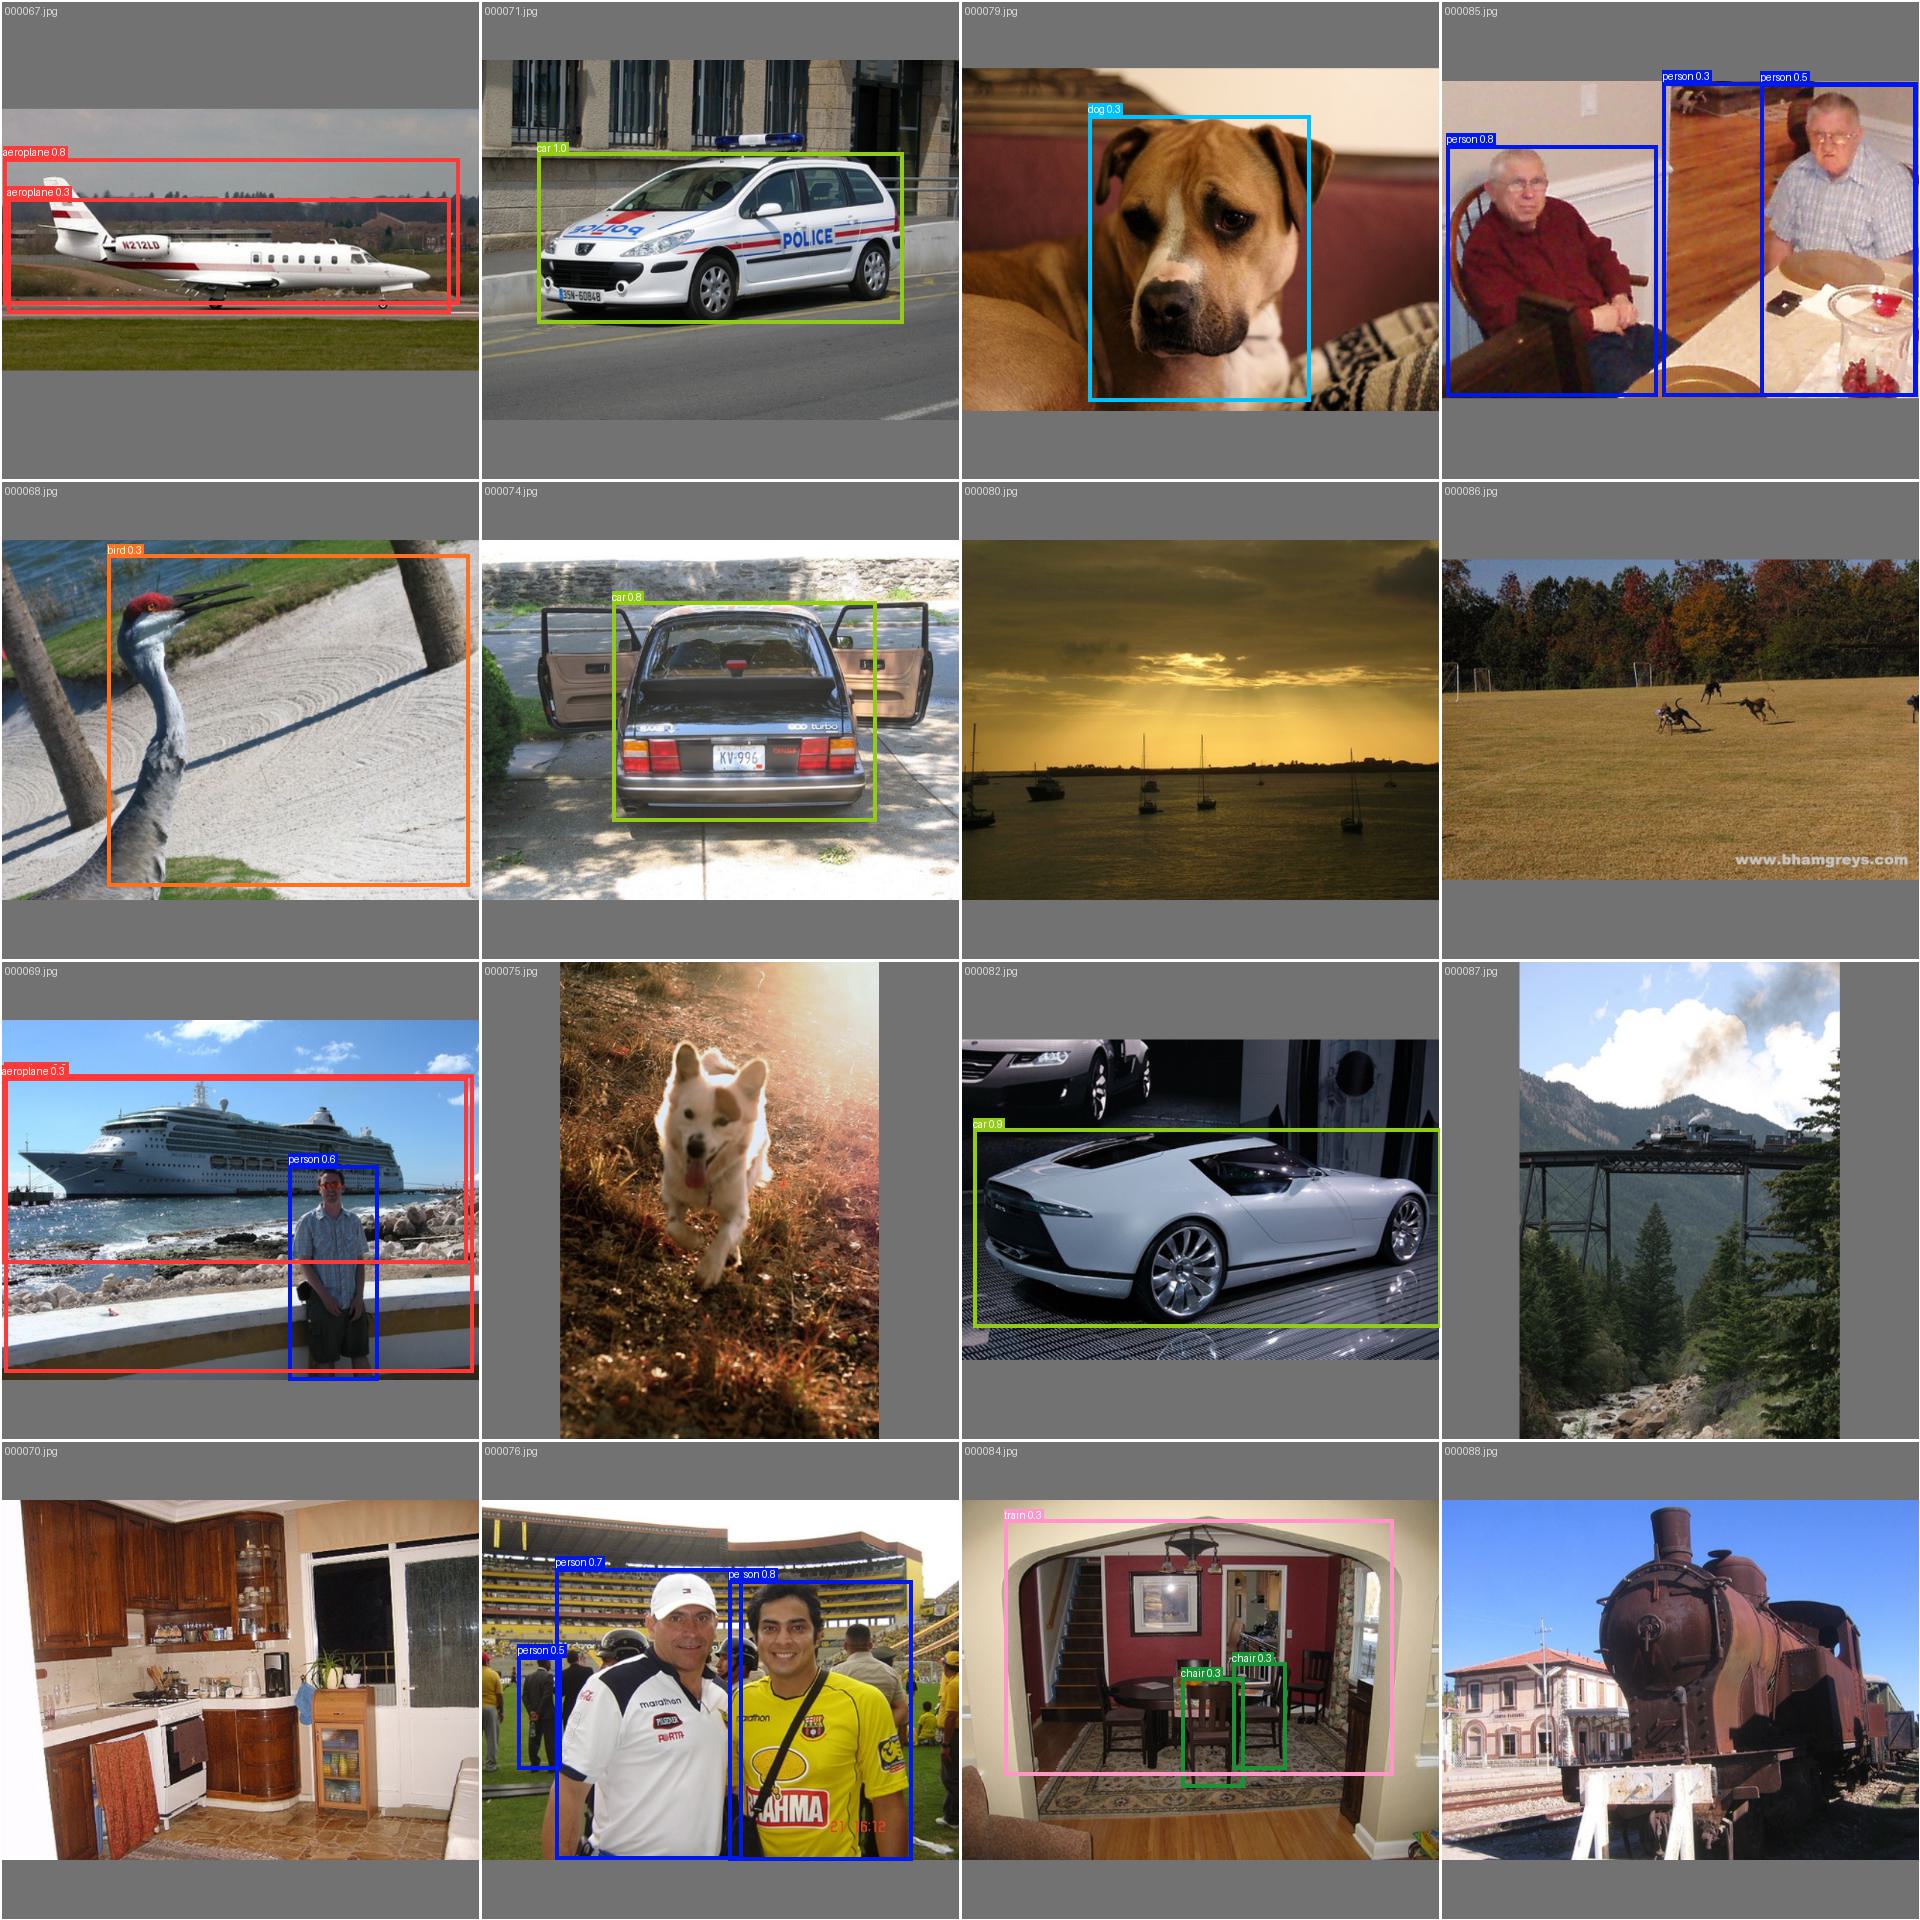 000067.jpg
aeroplane 0.8
aeroplane 0.3
N212LD
000071.jpg
car 1.0
POLICE
POLICE
35N-6084B
000079.jpg
dog 0.3
000085.jpg
person 0.3
person 0.5
person 0.8
000068.jpg
bird 0.3
000074.jpg
car 0.8
900 turbo
KV-996
000080.jpg
000086.jpg
www.bhamgreys.com
000069.jpg
aeroplane 0.3
person 0.6
000075.jpg
000082.jpg
car 0.9
000087.jpg
000070.jpg
000076.jpg
person 0.7
person 0.8
person 0.5
marathon
PILSENER
PORTA
marathon
BRAHMA
21 16:12
000084.jpg
train 0.3
chair 0.3
chair 0.3
000088.jpg